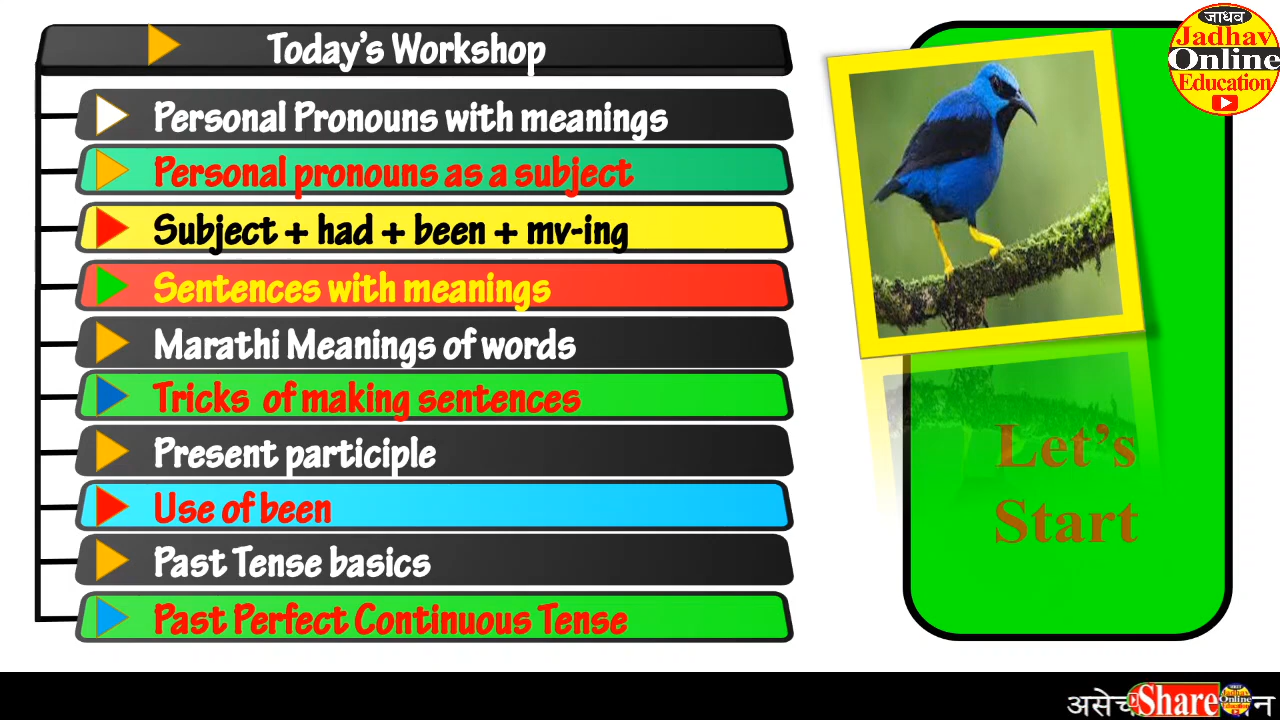 Today's Workshop
Personal Pronouns with meanings
Personal pronouns as a subject
Subject + had + been + mv-ing
Sentences with meanings
Marathi Meanings of words
Tricks of making sentences
Present participle
Use of been
Past Tense basics
Past Perfect Continuous Tense
जाधव
Jadhav
Online
Education
Let's
Start
Share